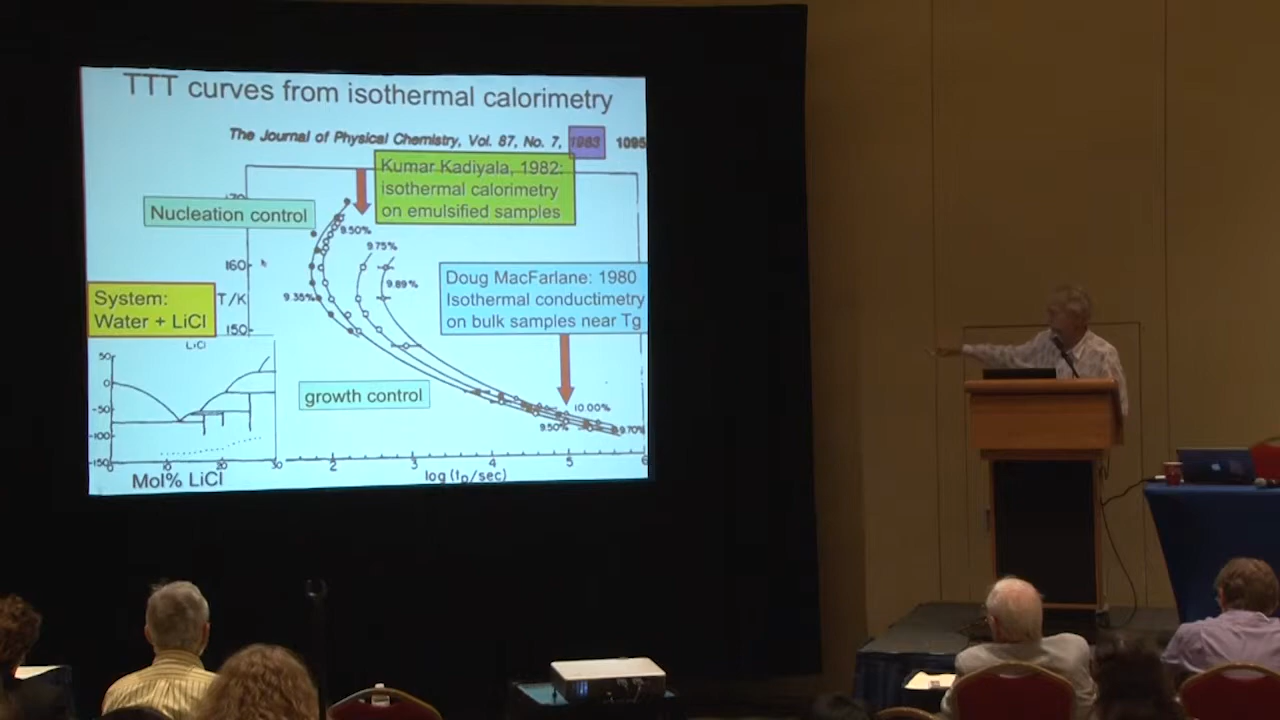 TTT curves from isothermal calorimetry
The Journal of Physical Chemistry, Vol. 87, No. 7, 1983 1095
Kumar Kadiyala, 1982:
isothermal calorimetry
on emulsified samples
Nucleation control
9.50%
9.75%
160
9.89%
Doug MacFarlane: 1980
Isothermal conductimetry
on bulk samples near Tg
9.35%
T/K
System:
Water + LiCl
150
LiCl
50
0
-50
-100
-150
growth control
10.00%
9.50%
9.70%
10
20
30
2
3
4
5
6
log (tD/sec)
Mol% LiCl